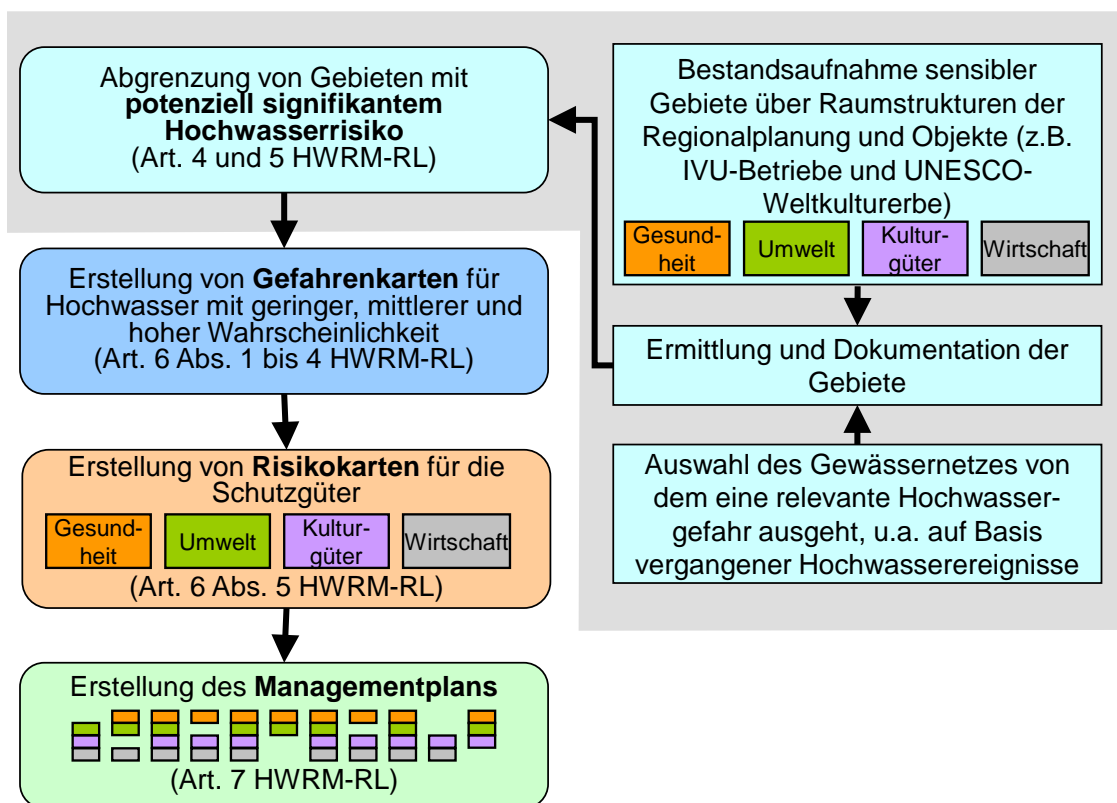 Abgrenzung von Gebieten mit
potenziell signifikantem
Hochwasserrisiko
(Art. 4 und 5 HWRM-RL)
Erstellung von Gefahrenkarten für
Hochwasser mit geringer, mittlerer und
hoher Wahrscheinlichkeit
(Art. 6 Abs. 1 bis 4 HWRM-RL)
Erstellung von Risikokarten für die
Schutzgüter
Gesund-
heit
Umwelt
Kultur-
güter
Wirtschaft
(Art. 6 Abs. 5 HWRM-RL)
Erstellung des Managementplans
(Art. 7 HWRM-RL)
Bestandsaufnahme sensibler
Gebiete über Raumstrukturen der
Regionalplanung und Objekte (z.B.
IVU-Betriebe und UNESCO-
Weltkulturerbe)
Gesund-
heit
Umwelt
Kultur-
güter
Wirtschaft
Ermittlung und Dokumentation der
Gebiete
Auswahl des Gewässernetzes von
dem eine relevante Hochwasser-
gefahr ausgeht, u.a. auf Basis
vergangener Hochwasserereignisse